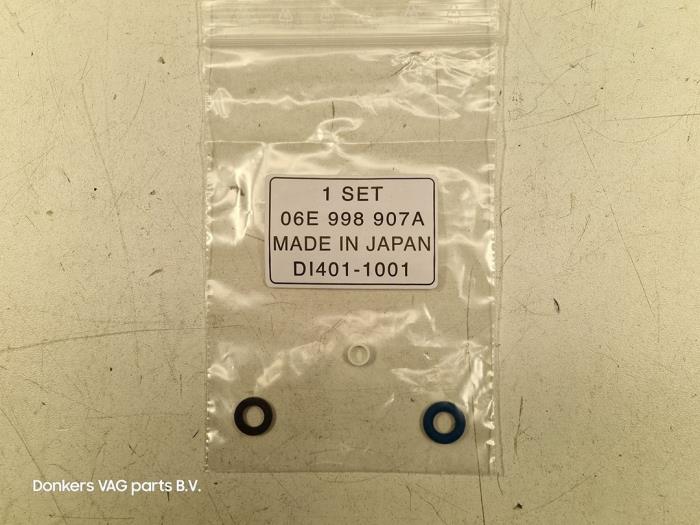 1 SET
06E 998 907A
MADE IN JAPAN
DI401-1001
Donkers VAG parts B.V.